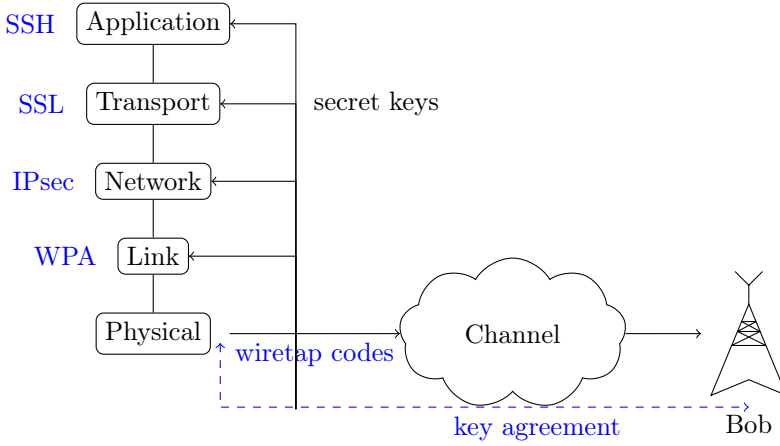 SSH Application
SSL Transport secret keys
IPsec Network
WPA Link
Physical Channel
wiretap codes
key agreement Bob